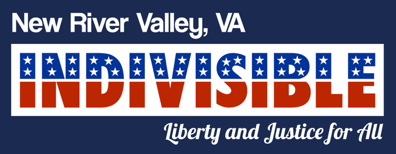 New River Valley, VA
INDIVISIBLE
Liberty and Justice for All